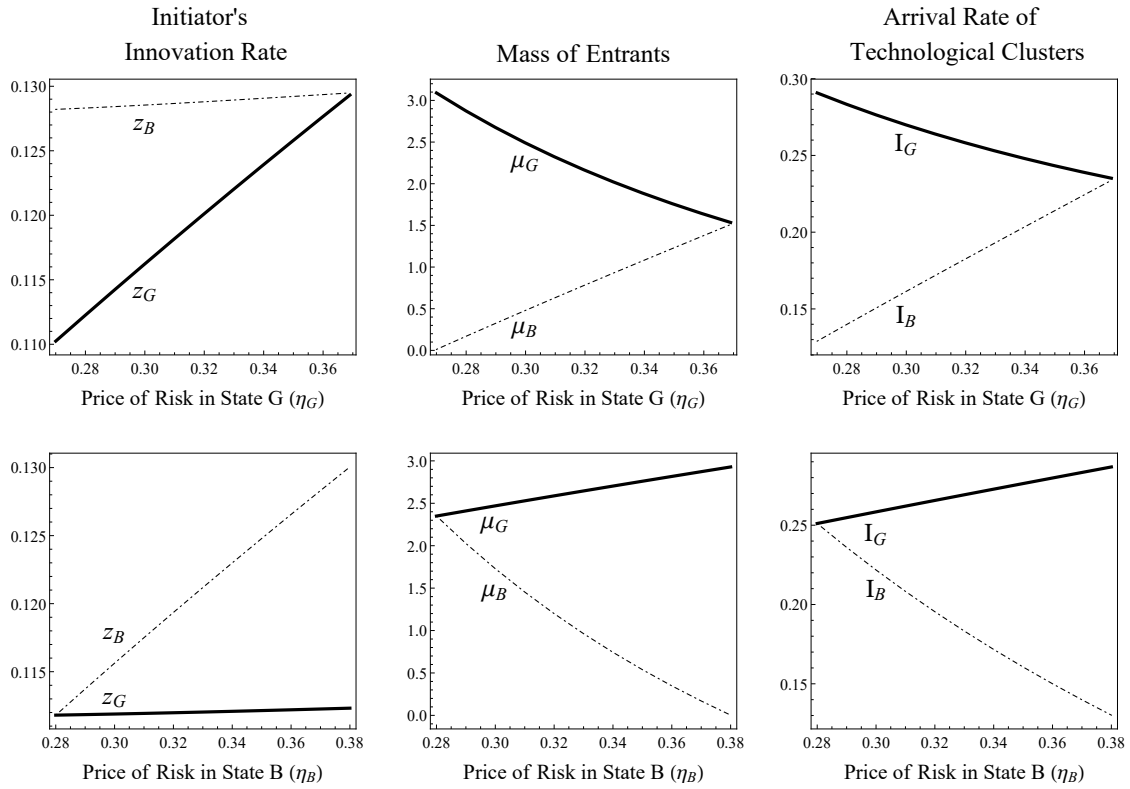 Initiator's
Innovation Rate
Mass of Entrants
Arrival Rate of
Technological Clusters
0.130
0.125
0.120
0.115
0.110
z_B
z_G
0.28 0.30 0.32 0.34 0.36
Price of Risk in State G (η_G)
3.0
2.5
2.0
1.5
1.0
0.5
0.0
μ_G
μ_B
0.28 0.30 0.32 0.34 0.36
Price of Risk in State G (η_G)
0.30
0.25
0.20
0.15
I_G
I_B
0.28 0.30 0.32 0.34 0.36
Price of Risk in State G (η_G)
0.130
0.125
0.120
0.115
z_B
z_G
0.28 0.30 0.32 0.34 0.36 0.38
Price of Risk in State B (η_B)
3.0
2.5
2.0
1.5
1.0
0.5
0.0
μ_G
μ_B
0.28 0.30 0.32 0.34 0.36 0.38
Price of Risk in State B (η_B)
0.25
0.20
0.15
I_G
I_B
0.28 0.30 0.32 0.34 0.36 0.38
Price of Risk in State B (η_B)